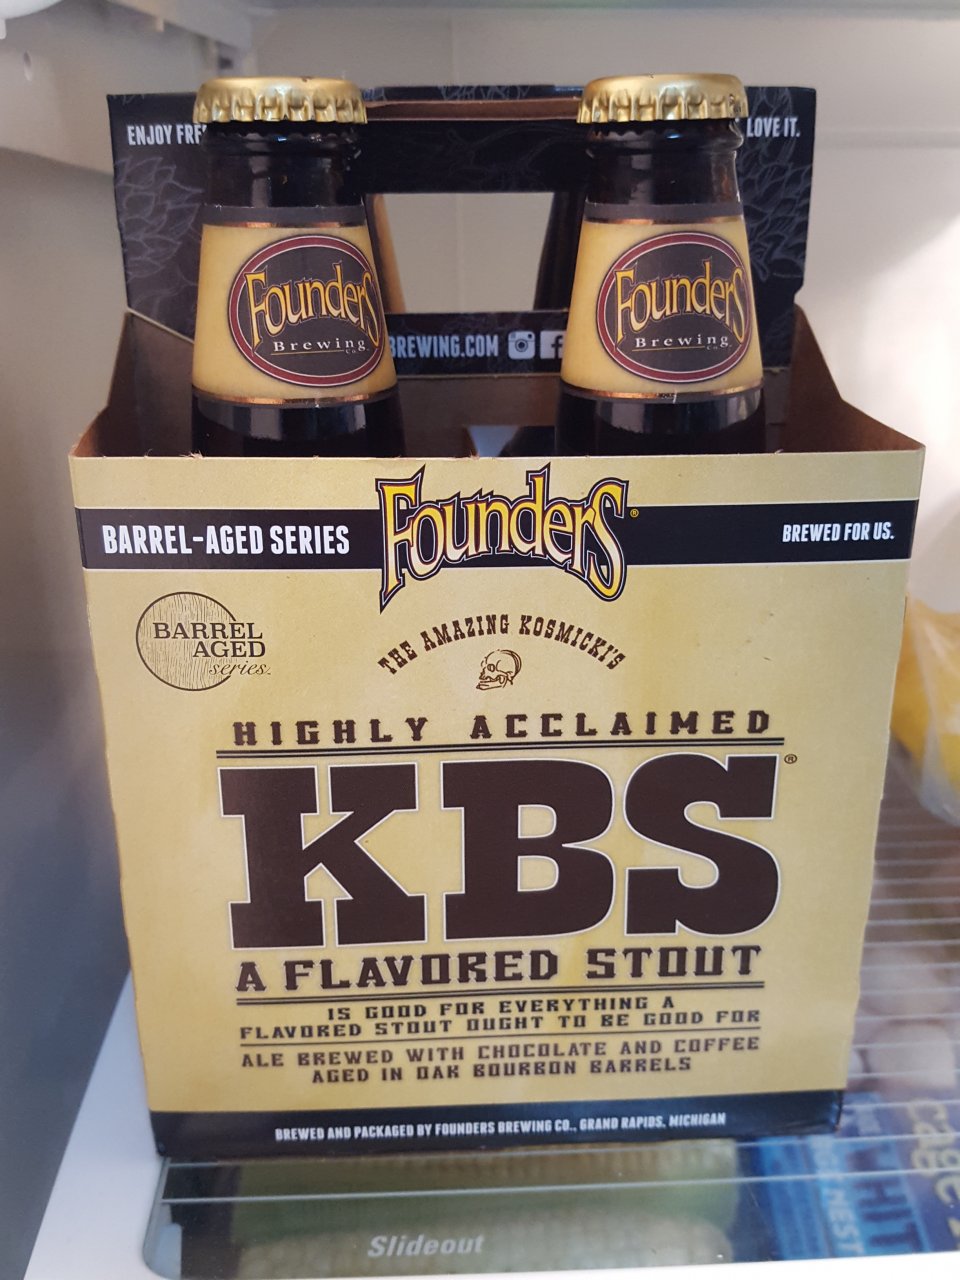 ENJOY FRE
LOVE IT.
Founders
Brewing
Co.
Founders
Brewing
Co.
BREWING.COM
BARREL-AGED SERIES
Founders®
BREWED FOR US.
BARREL
AGED
series.
THE AMAZING KOSMICKI'S
HIGHLY ACCLAIMED
KBS®
A FLAVORED STOUT
IS GOOD FOR EVERYTHING A
FLAVORED STOUT OUGHT TO BE GOOD FOR
ALE BREWED WITH CHOCOLATE AND COFFEE
AGED IN OAK BOURBON BARRELS
BREWED AND PACKAGED BY FOUNDERS BREWING CO., GRAND RAPIDS, MICHIGAN
Slideout